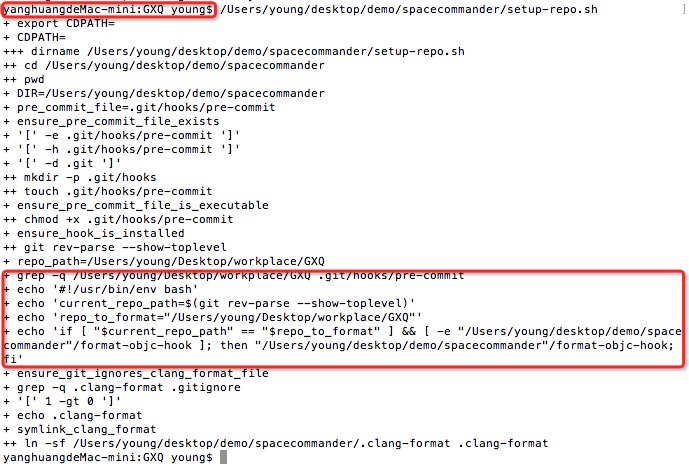 yanghuangdeMac-mini:GXQ young$ /Users/young/desktop/demo/spacecommander/setup-repo.sh ]
+ export CDPATH=
+ CDPATH=
+++ dirname /Users/young/desktop/demo/spacecommander/setup-repo.sh
++ cd /Users/young/desktop/demo/spacecommander
++ pwd
+ DIR=/Users/young/desktop/demo/spacecommander
+ pre_commit_file=.git/hooks/pre-commit
+ ensure_pre_commit_file_exists
+ '[' -e .git/hooks/pre-commit ']'
+ '[' -h .git/hooks/pre-commit ']'
+ '[' -d .git ']'
++ mkdir -p .git/hooks
++ touch .git/hooks/pre-commit
+ ensure_pre_commit_file_is_executable
++ chmod +x .git/hooks/pre-commit
+ ensure_hook_is_installed
++ git rev-parse --show-toplevel
+ repo_path=/Users/young/Desktop/workplace/GXQ
+ grep -q /Users/young/Desktop/workplace/GXQ .git/hooks/pre-commit
+ echo '#!/usr/bin/env bash'
+ echo 'current_repo_path=$(git rev-parse --show-toplevel)'
+ echo 'repo_to_format="/Users/young/Desktop/workplace/GXQ"'
+ echo 'if [ "$current_repo_path" == "$repo_to_format" ] && [ -e "/Users/young/desktop/demo/space
commander"/format-objc-hook ]; then "/Users/young/desktop/demo/spacecommander"/format-objc-hook;
fi'
+ ensure_git_ignores_clang_format_file
+ grep -q .clang-format .gitignore
+ '[' 1 -gt 0 ']'
+ echo .clang-format
+ symlink_clang_format
++ ln -sf /Users/young/desktop/demo/spacecommander/.clang-format .clang-format
yanghuangdeMac-mini:GXQ young$